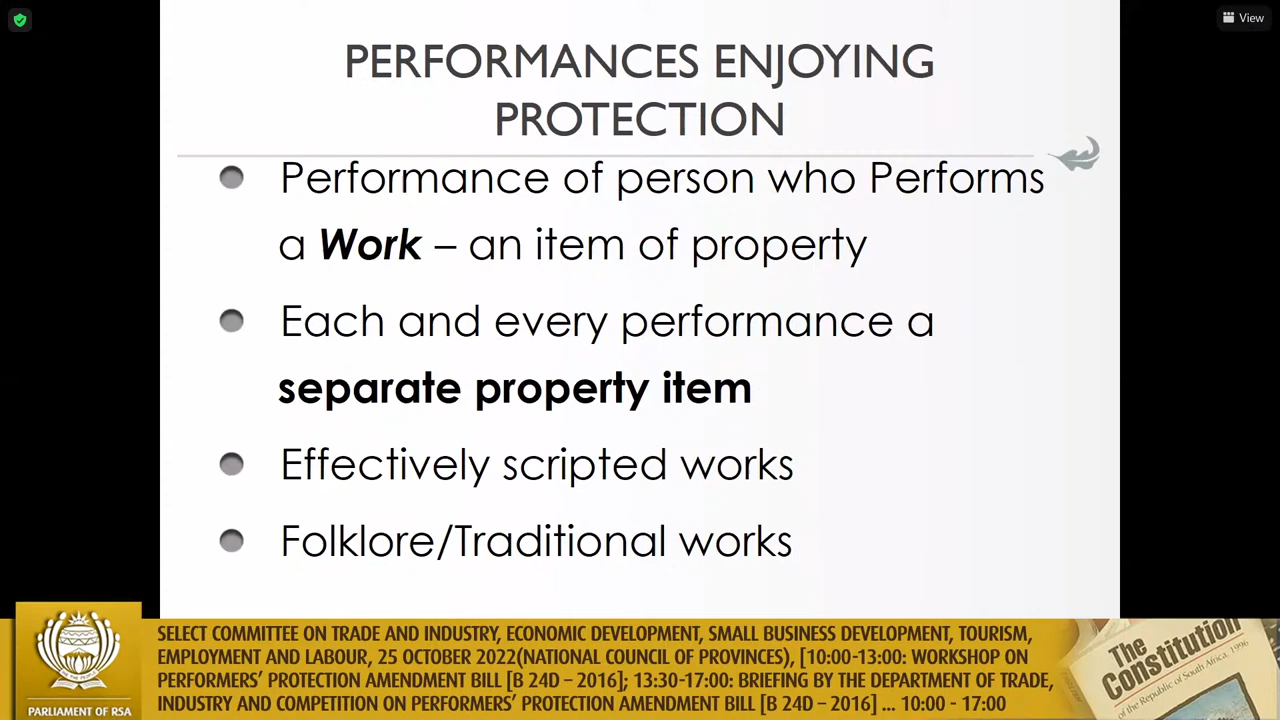 View
PERFORMANCES ENJOYING
PROTECTION
Performance of person who Performs
a Work – an item of property
Each and every performance a
separate property item
Effectively scripted works
Folklore/Traditional works
SELECT COMMITTEE ON TRADE AND INDUSTRY, ECONOMIC DEVELOPMENT, SMALL BUSINESS DEVELOPMENT, TOURISM,
EMPLOYMENT AND LABOUR, 25 OCTOBER 2022(NATIONAL COUNCIL OF PROVINCES), [10:00-13:00: WORKSHOP ON
PERFORMERS' PROTECTION AMENDMENT BILL [B 24D – 2016]; 13:30-17:00: BRIEFING BY THE DEPARTMENT OF TRADE,
INDUSTRY AND COMPETITION ON PERFORMERS' PROTECTION AMENDMENT BILL [B 24D – 2016] ... 10:00 - 17:00
PARLIAMENT OF RSA
The
Constitution
of the Republic of South Africa, 1996